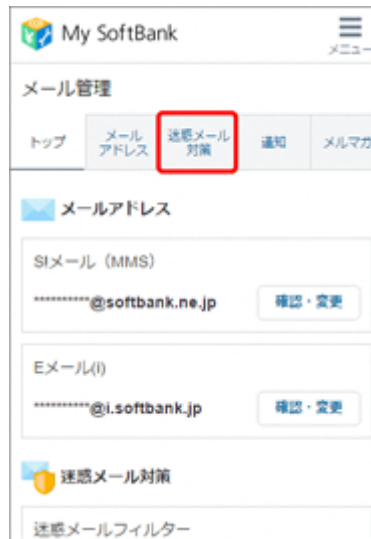 My SoftBank
メニュー
メール管理
トップ
メール
アドレス
迷惑メール
対策
通知
メルマガ
メールアドレス
S!メール（MMS）
**********@softbank.ne.jp
確認・変更
Eメール(i)
**********@i.softbank.jp
確認・変更
迷惑メール対策
迷惑メールフィルター